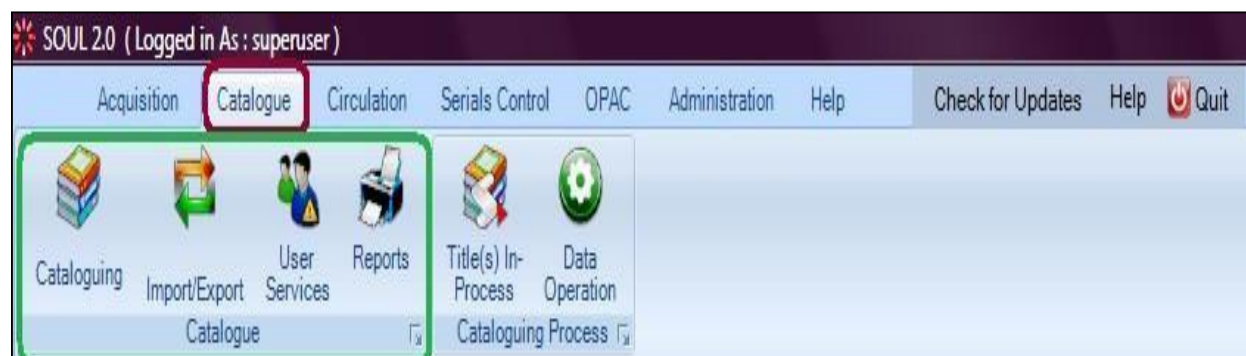 SOUL 2.0 ( Logged in As : superuser )
Acquisition Catalogue Circulation Serials Control OPAC Administration Help Check for Updates Help Quit
Cataloguing Import/Export User Services Reports Title(s) In-Process Data Operation
Catalogue Cataloguing Process